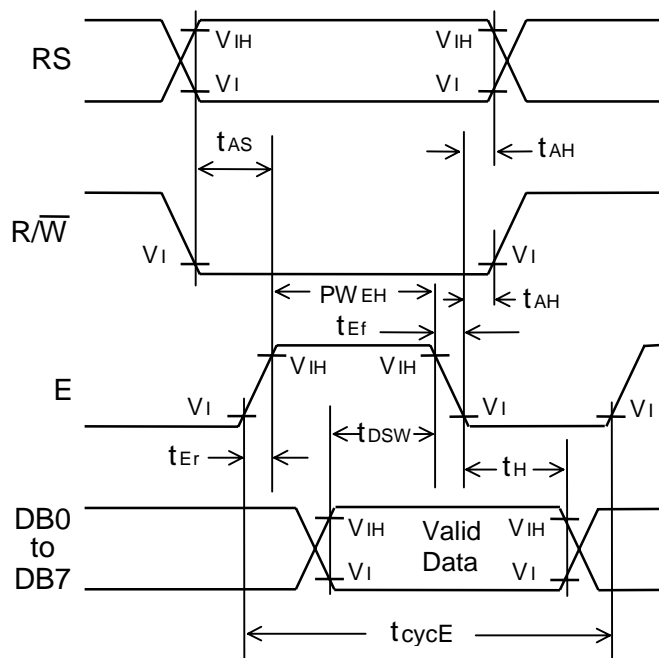 RS
VIH
VIH
VI
VI
tAS
tAH
R/W̅
VI
VI
PWEH
tAH
tEf
E
VIH
VIH
VI
VI
VI
tDSW
tEr
tH
DB0
to
DB7
VIH
Valid
Data
VIH
VI
VI
tcycE